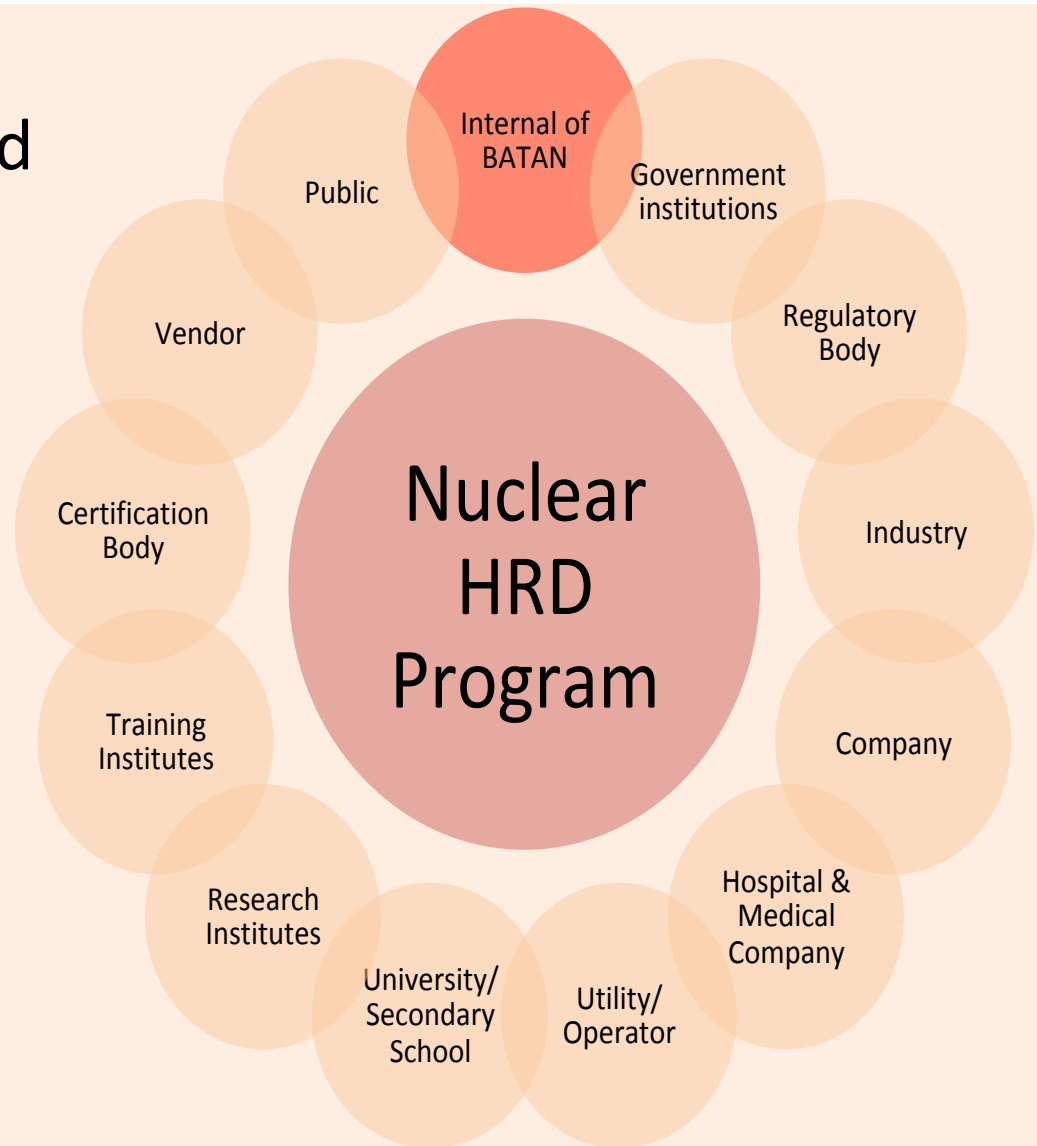 d
Internal of
BATAN
Government
institutions
Regulatory
Body
Industry
Company
Hospital &
Medical
Company
Utility/
Operator
University/
Secondary
School
Research
Institutes
Training
Institutes
Certification
Body
Vendor
Public
Nuclear
HRD
Program